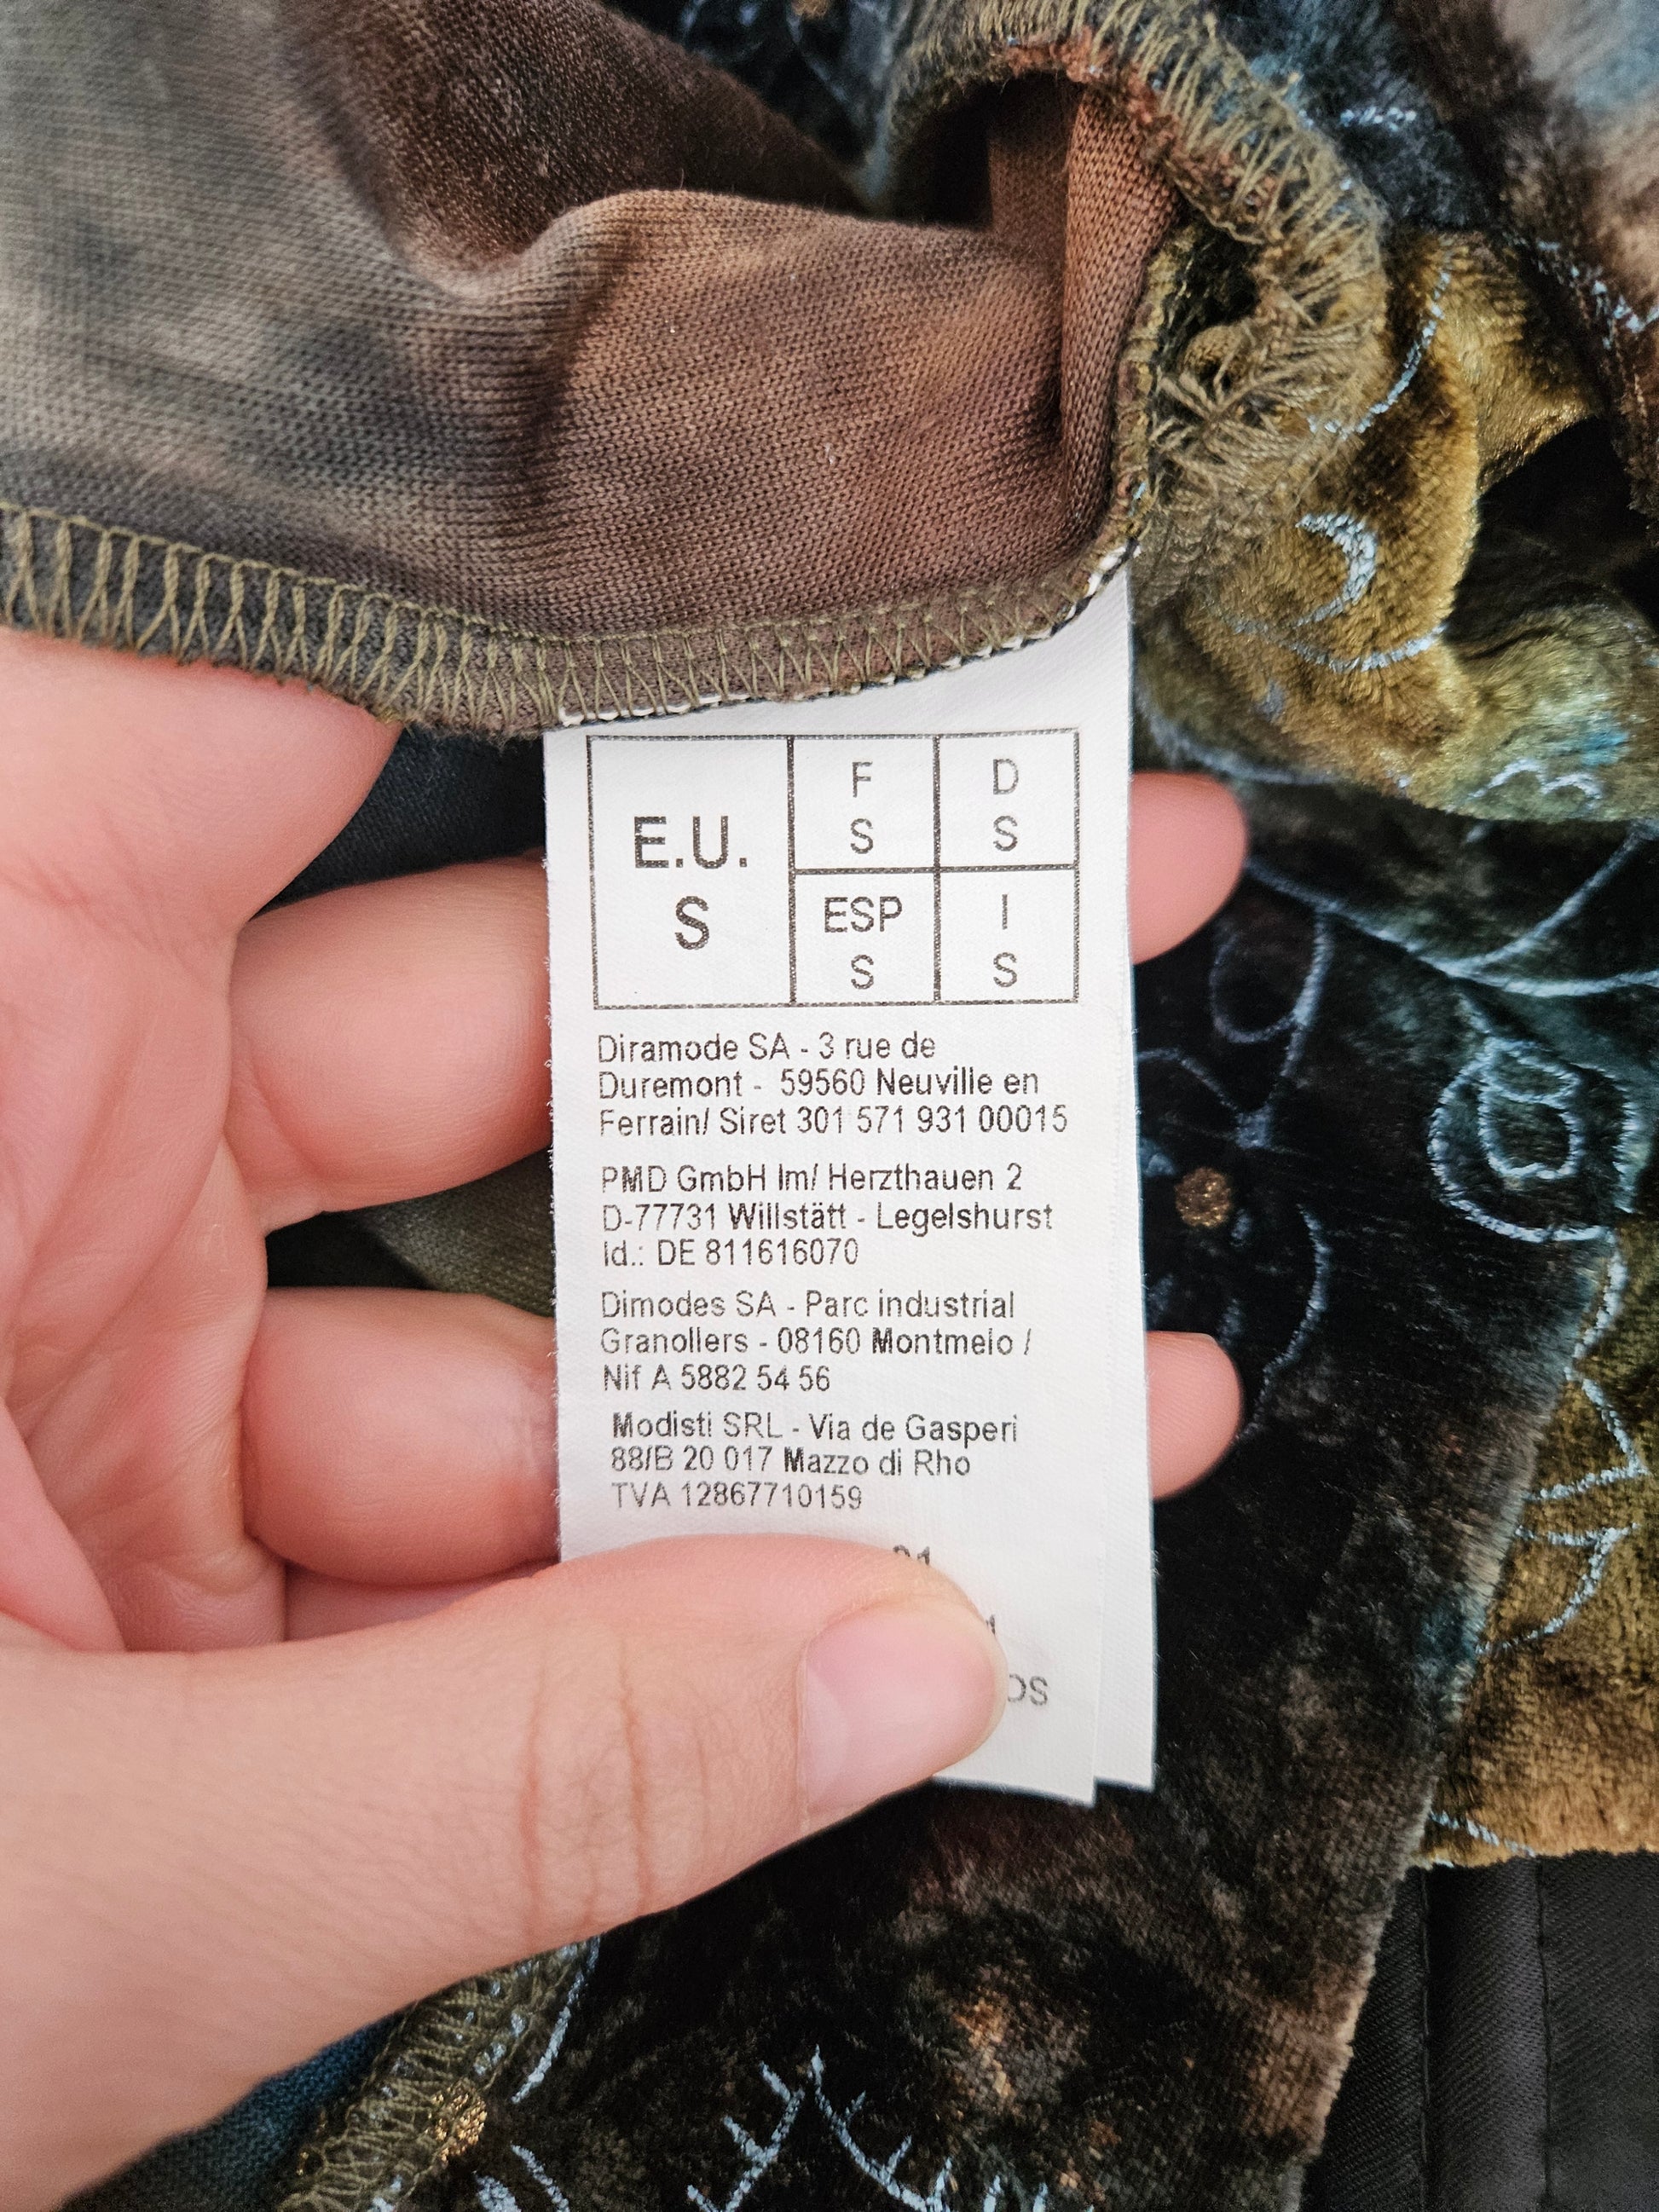 E.U.
S
F
S
D
S
ESP
S
I
S
Diramode SA - 3 rue de
Duremont - 59560 Neuville en
Ferrain/ Siret 301 571 931 00015
PMD GmbH Im/ Herzthauen 2
D-77731 Willstätt - Legelshurst
Id.: DE 811616070
Dimodes SA - Parc industrial
Granollers - 08160 Montmelo /
Nif A 5882 54 56
Modisti SRL - Via de Gasperi
88/B 20 017 Mazzo di Rho
TVA 12867710159